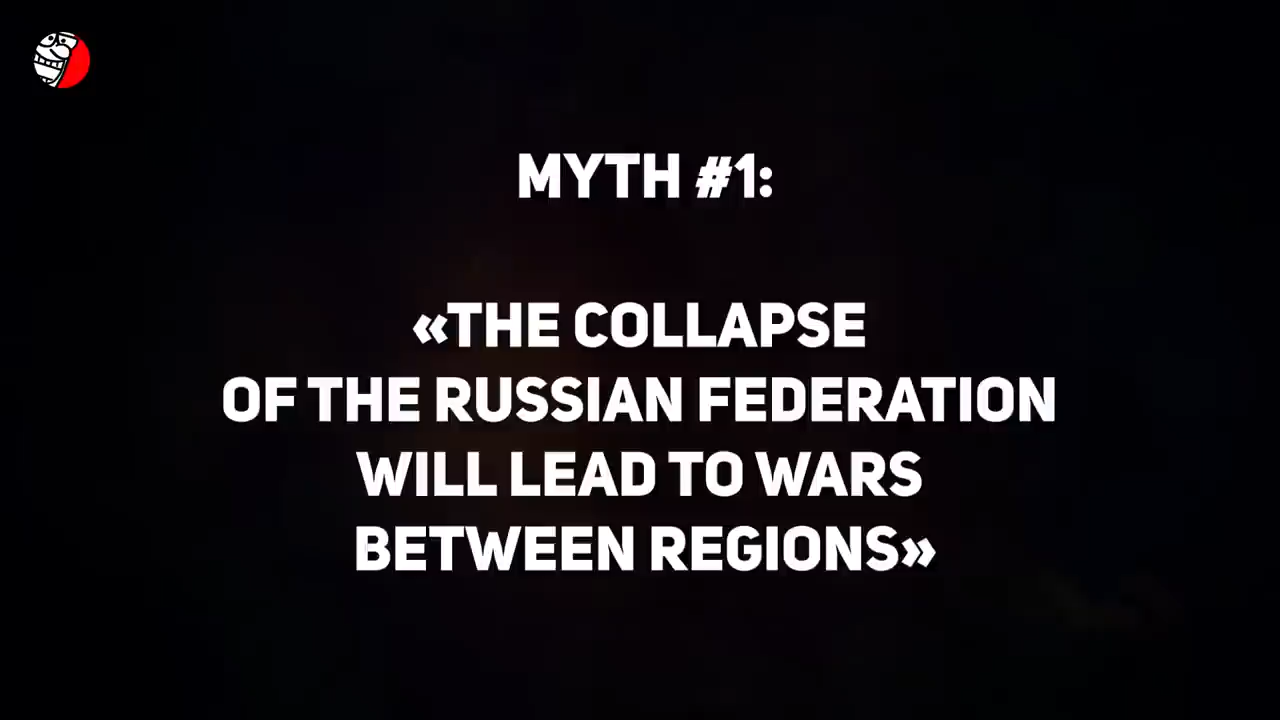 MYTH #1:
«THE COLLAPSE
OF THE RUSSIAN FEDERATION
WILL LEAD TO WARS
BETWEEN REGIONS»